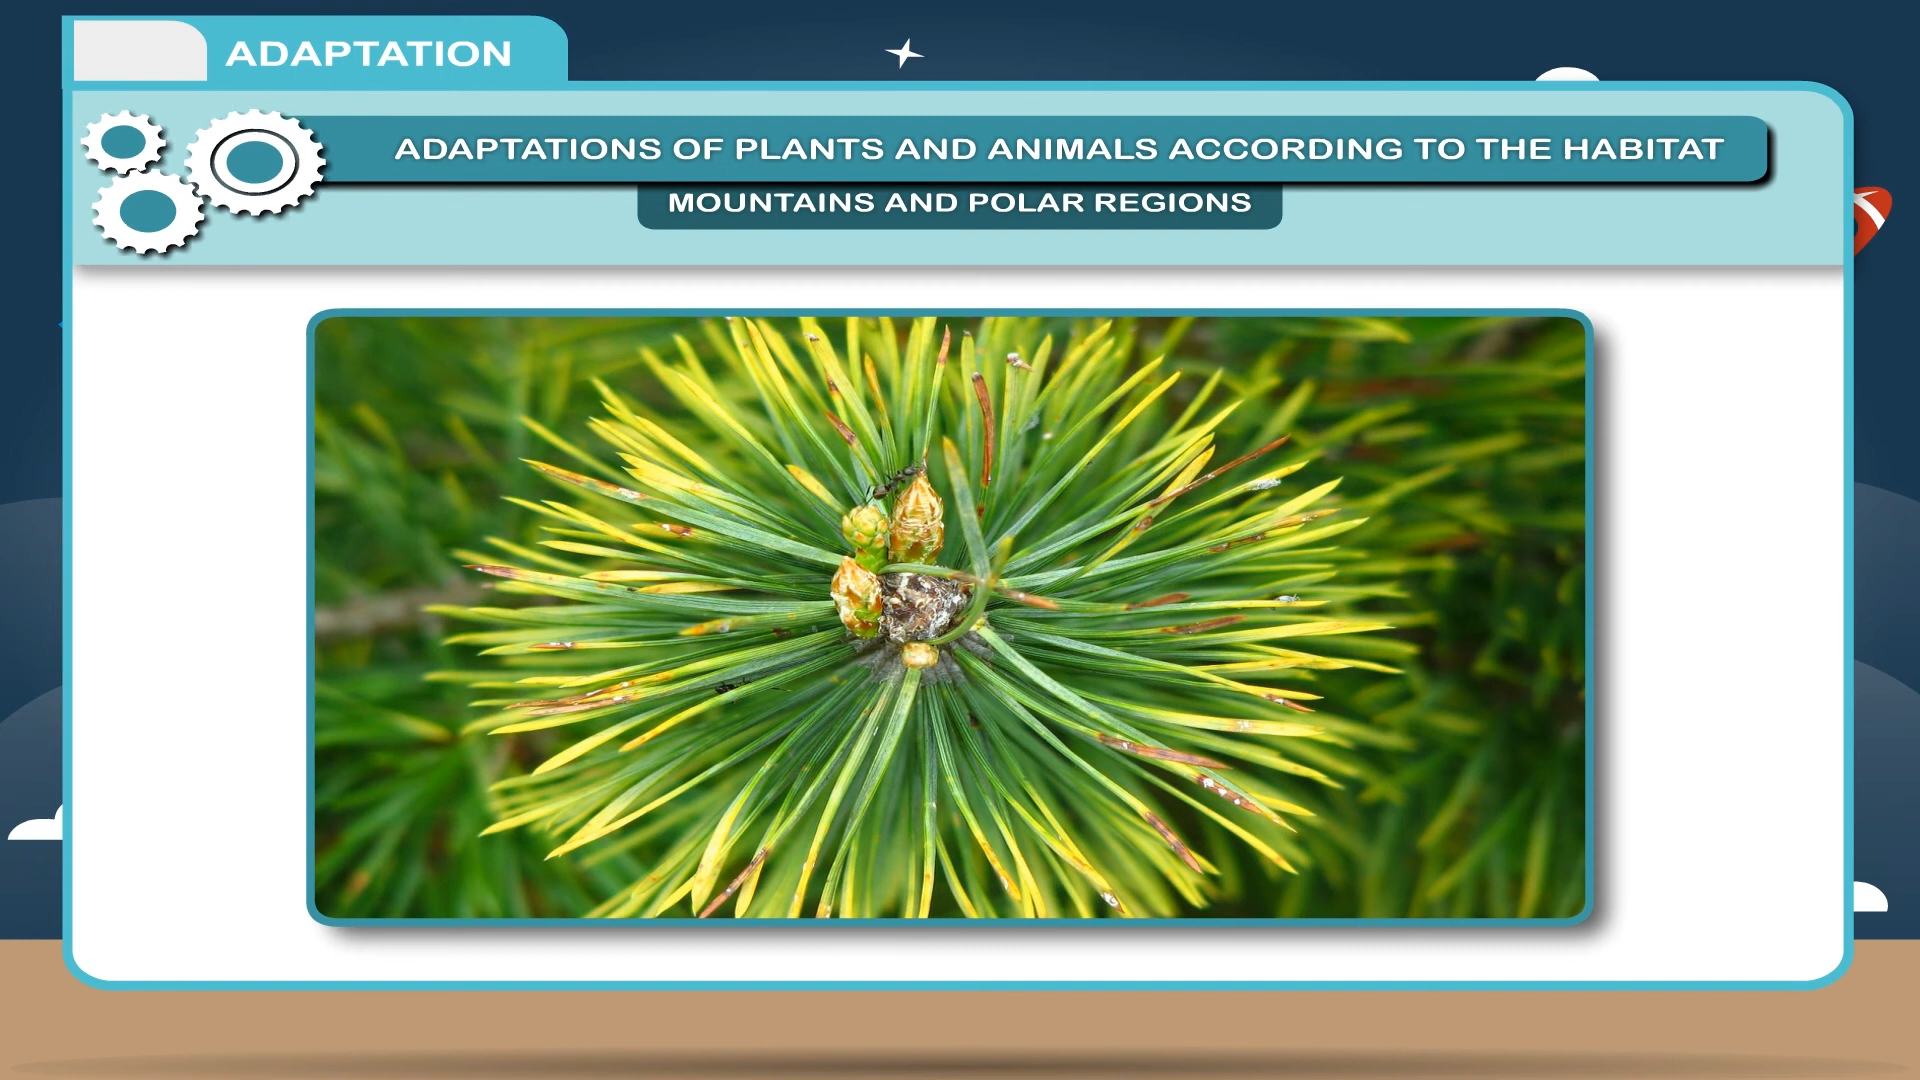 ADAPTATION
ADAPTATIONS OF PLANTS AND ANIMALS ACCORDING TO THE HABITAT
MOUNTAINS AND POLAR REGIONS